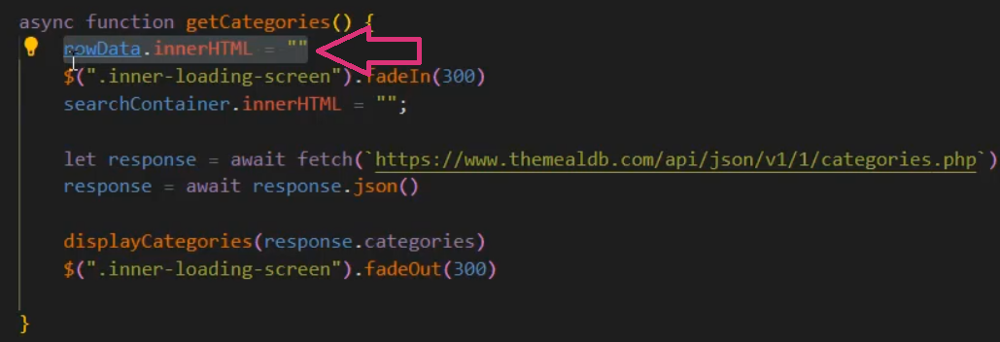 async function getCategories() {
rowData.innerHTML = ""
$(".inner-loading-screen").fadeIn(300)
searchContainer.innerHTML = "";
let response = await fetch(`https://www.themealdb.com/api/json/v1/1/categories.php`)
response = await response.json()
displayCategories(response.categories)
$(".inner-loading-screen").fadeOut(300)
}